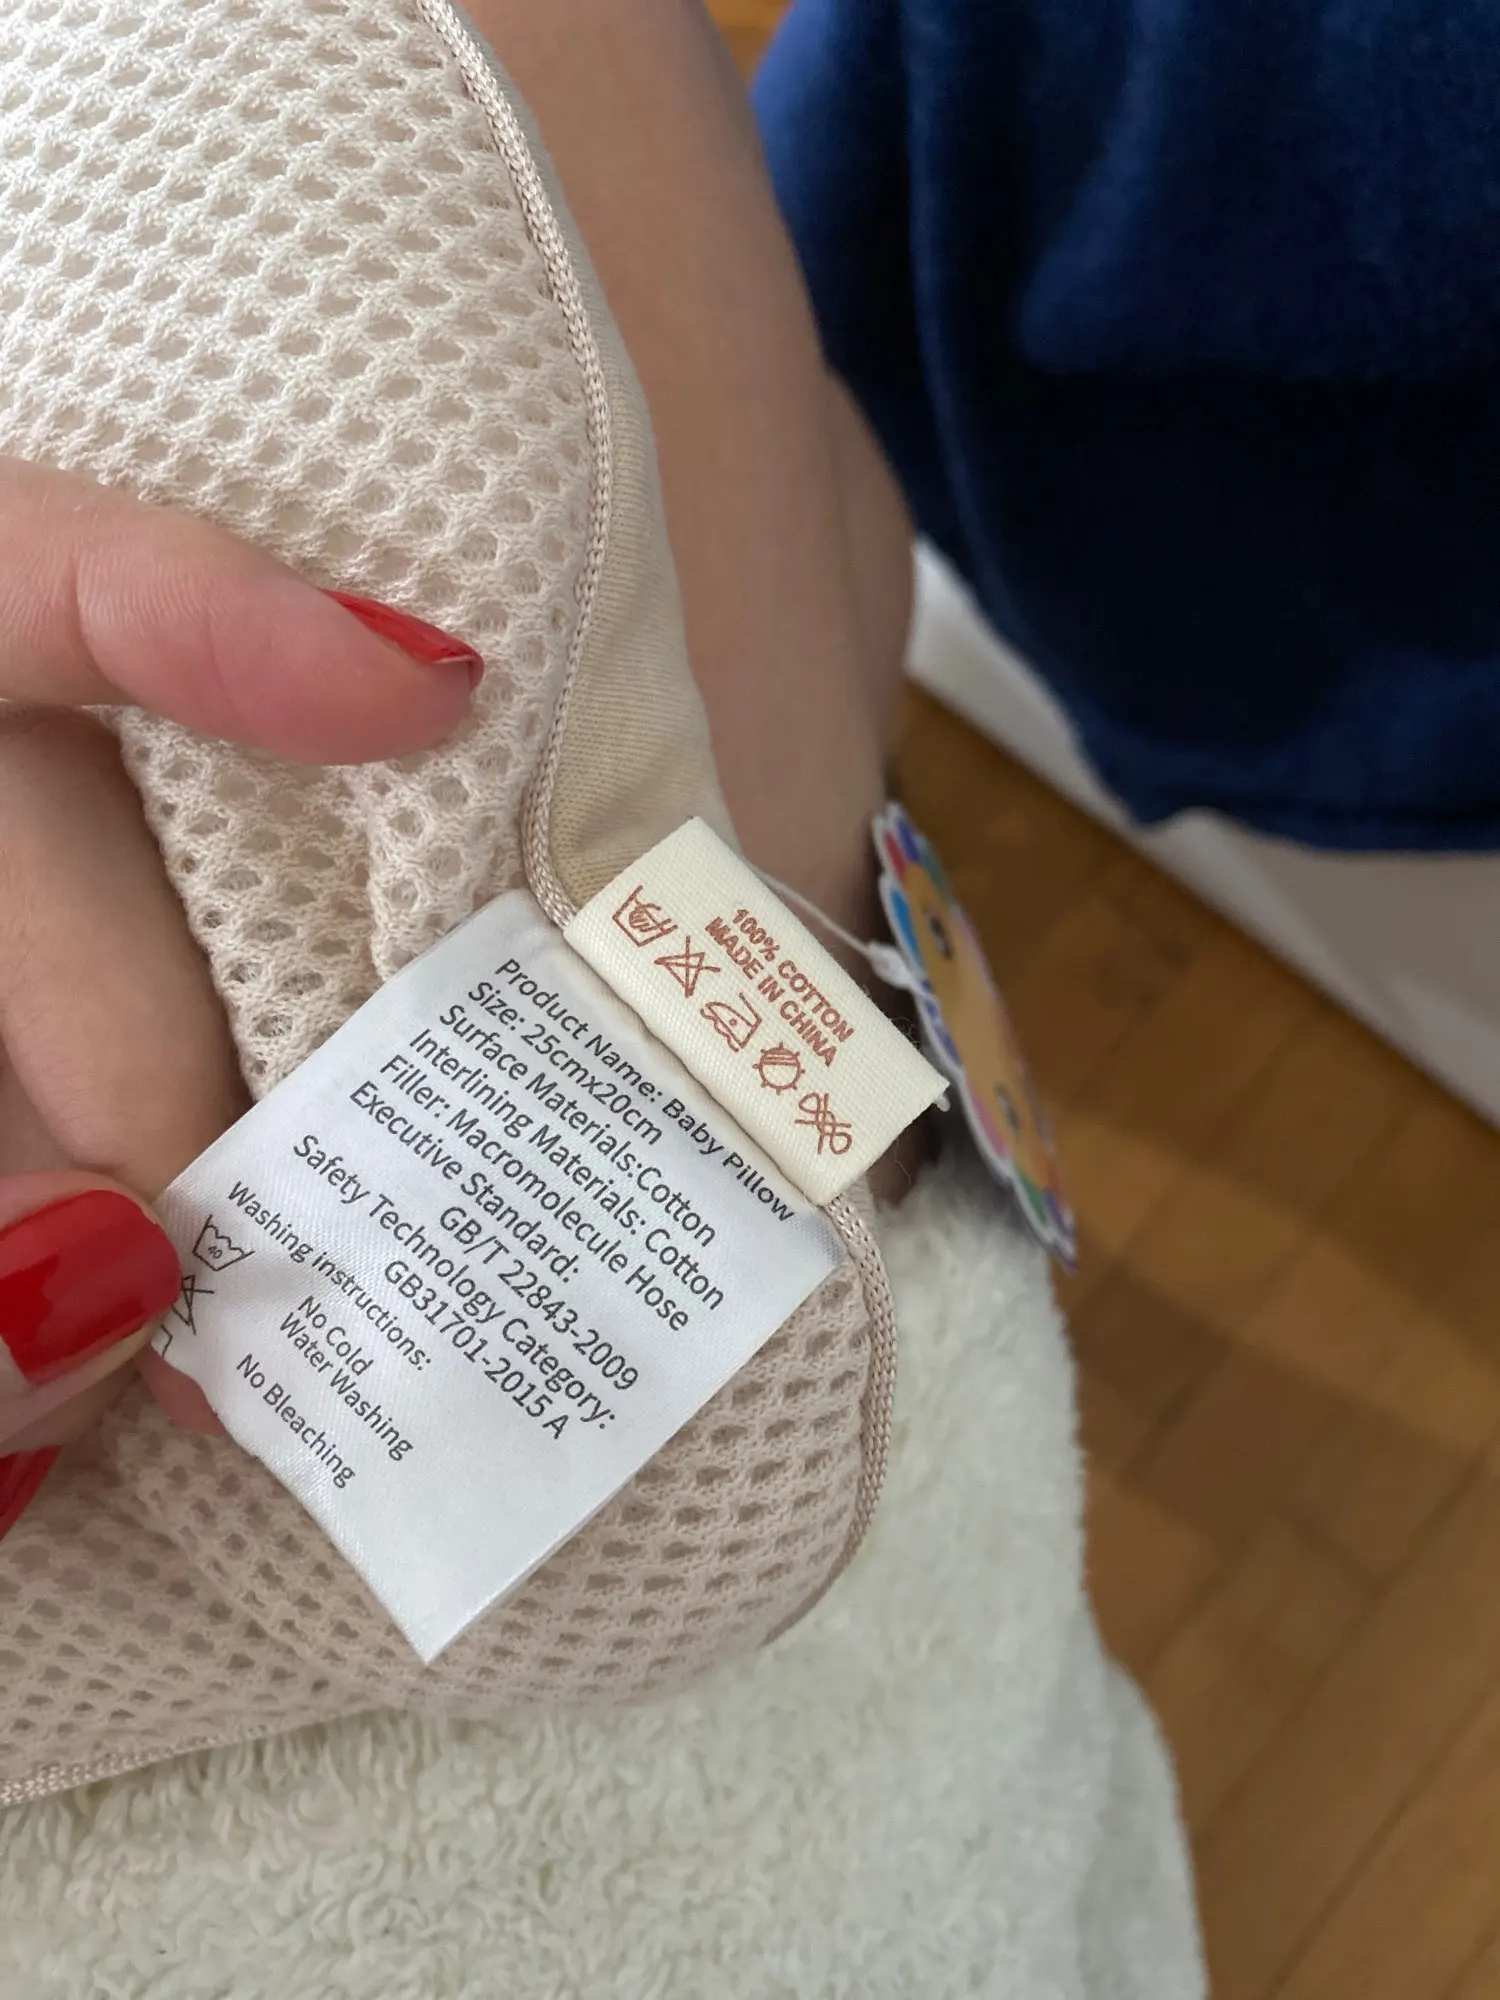 100% COTTON
MADE IN CHINA
Product Name: Baby Pillow
Size: 25cmx20cm
Surface Materials:Cotton
Interlining Materials: Cotton
Filler: Macromolecule Hose
Executive Standard:
GB/T 22843-2009
Safety Technology Category:
GB31701-2015 A
Washing instructions:
40
No Cold
Water Washing
No Bleaching